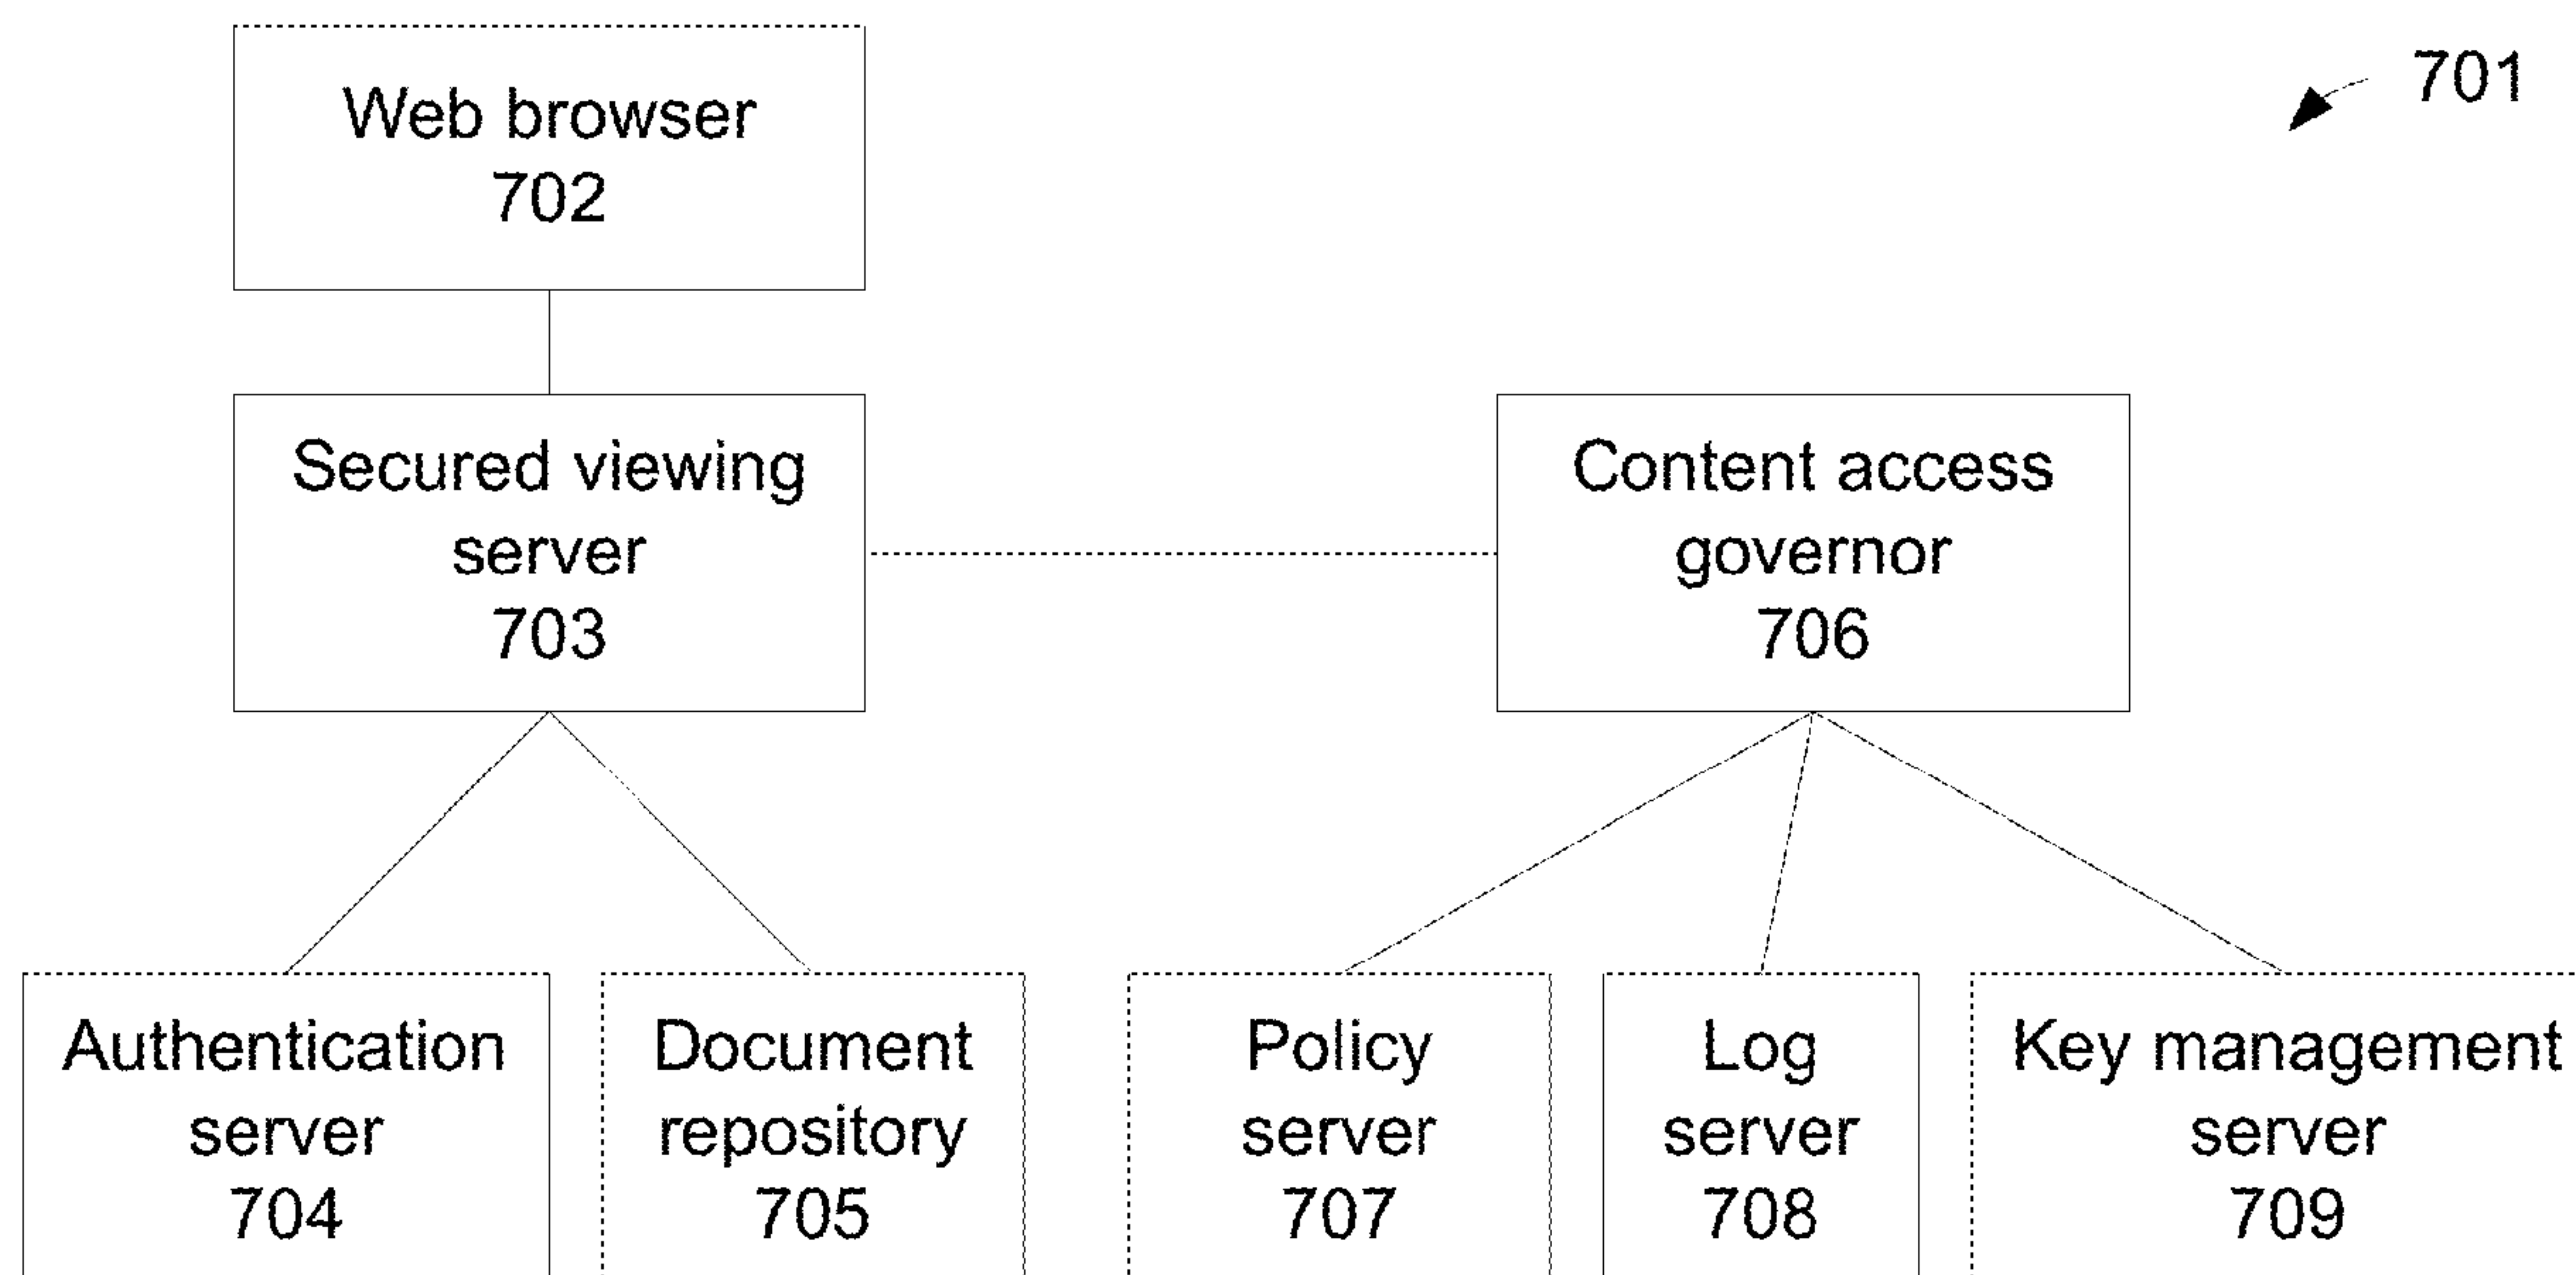 Web browser
702
701
Secured viewing
server
703
Content access
governor
706
Authentication
server
704
Document
repository
705
Policy
server
707
Log
server
708
Key management
server
709